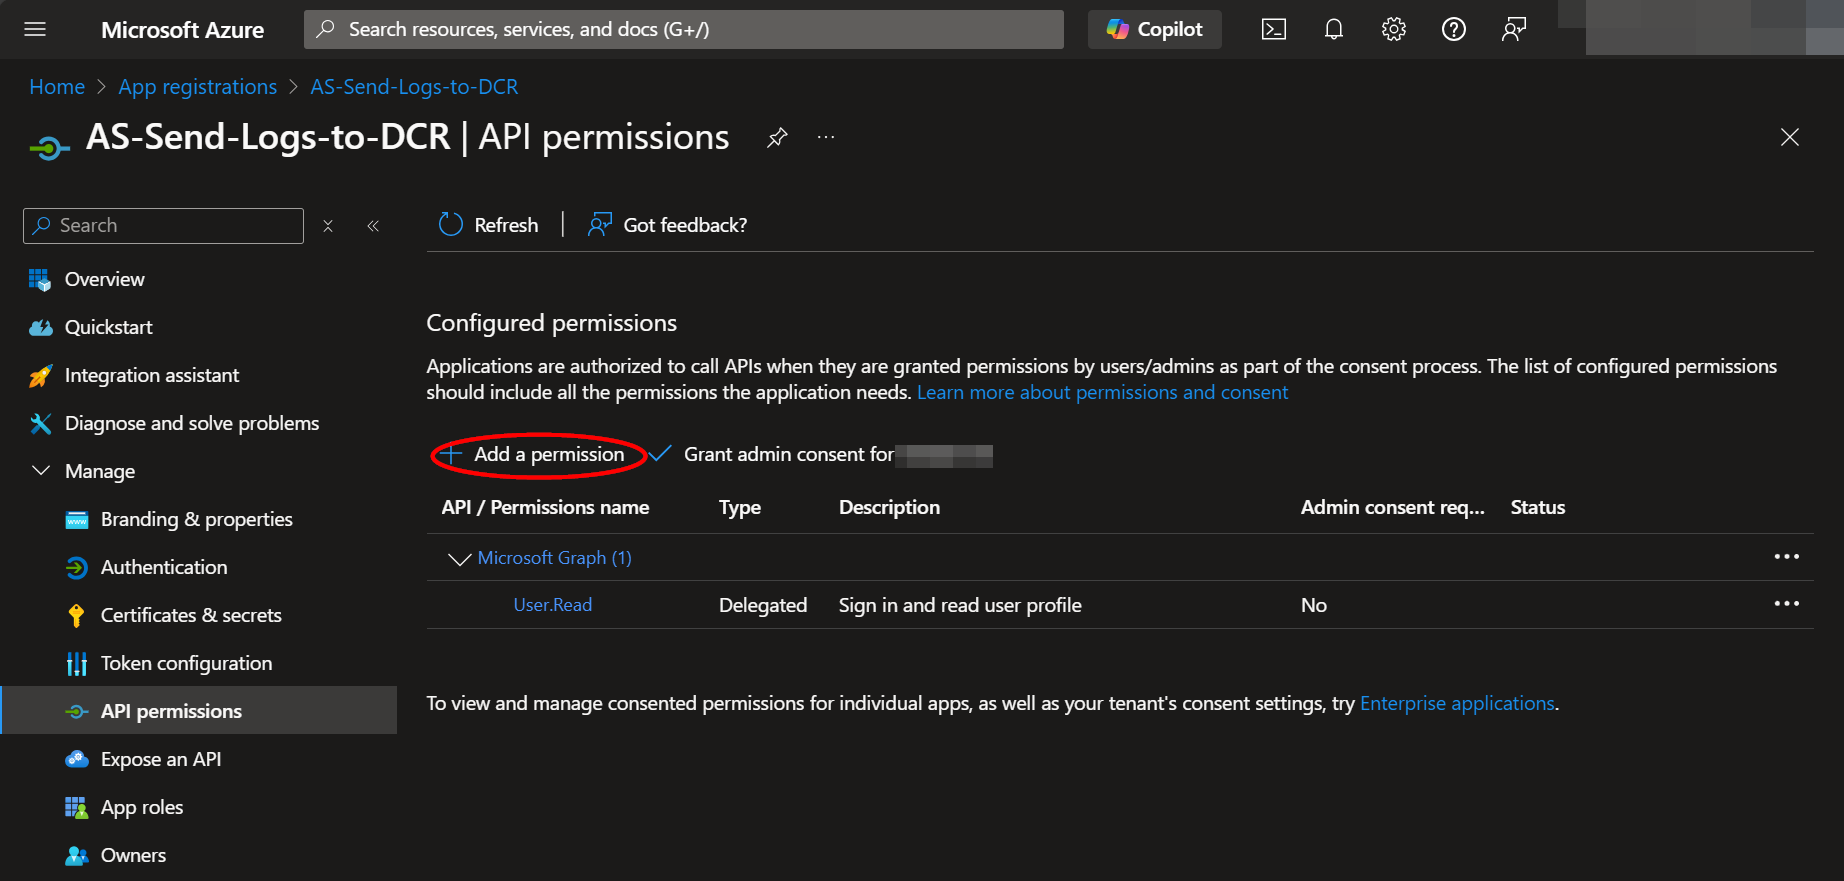 Microsoft Azure
Search resources, services, and docs (G+/)
Copilot
Home > App registrations > AS-Send-Logs-to-DCR
AS-Send-Logs-to-DCR | API permissions
Search
Refresh
Got feedback?
Overview
Quickstart
Integration assistant
Diagnose and solve problems
Manage
Branding & properties
Authentication
Certificates & secrets
Token configuration
API permissions
Expose an API
App roles
Owners
Configured permissions
Applications are authorized to call APIs when they are granted permissions by users/admins as part of the consent process. The list of configured permissions
should include all the permissions the application needs. Learn more about permissions and consent
Add a permission
Grant admin consent for
API / Permissions name Type Description Admin consent req... Status
Microsoft Graph (1)
User.Read Delegated Sign in and read user profile No
To view and manage consented permissions for individual apps, as well as your tenant's consent settings, try Enterprise applications.